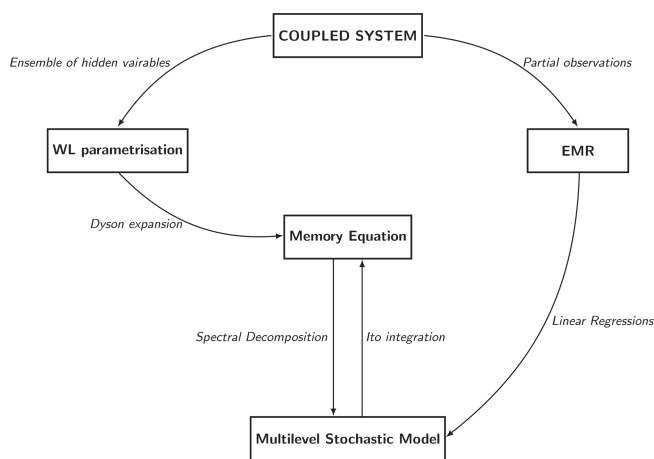 COUPLED SYSTEM
Ensemble of hidden vairables
Partial observations
WL parametrisation
EMR
Dyson expansion
Memory Equation
Spectral Decomposition
Ito integration
Linear Regressions
Multilevel Stochastic Model